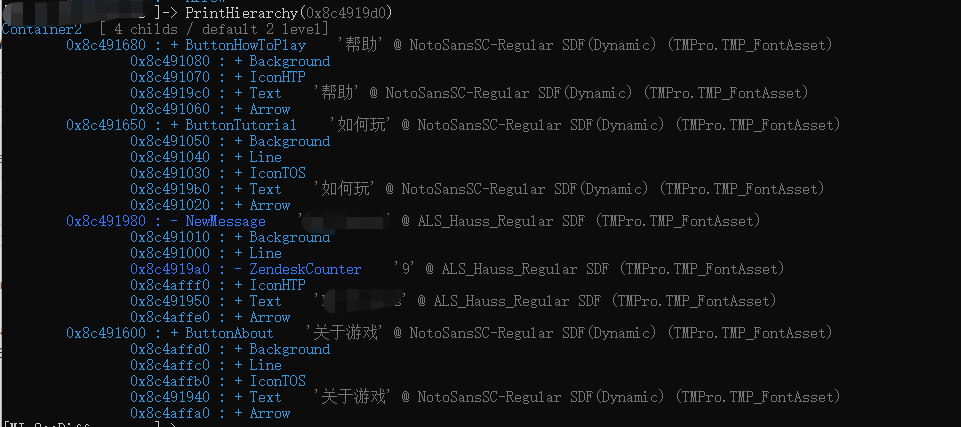 ]-> PrintHierarchy(0x8c4919d0)
Container2 [ 4 childs / default 2 level]
0x8c491680 : + ButtonHowToPlay '帮助' @ NotoSansSC-Regular SDF(Dynamic) (TMPro.TMP_FontAsset)
0x8c491080 : + Background
0x8c491070 : + IconHTP
0x8c4919c0 : + Text '帮助' @ NotoSansSC-Regular SDF(Dynamic) (TMPro.TMP_FontAsset)
0x8c491060 : + Arrow
0x8c491650 : + ButtonTutorial '如何玩' @ NotoSansSC-Regular SDF(Dynamic) (TMPro.TMP_FontAsset)
0x8c491050 : + Background
0x8c491040 : + Line
0x8c491030 : + IconTOS
0x8c4919b0 : + Text '如何玩' @ NotoSansSC-Regular SDF(Dynamic) (TMPro.TMP_FontAsset)
0x8c491020 : + Arrow
0x8c491980 : - NewMessage ' @ ALS_Hauss_Regular SDF (TMPro.TMP_FontAsset)
0x8c491010 : + Background
0x8c491000 : + Line
0x8c4919a0 : - ZendeskCounter '9' @ ALS_Hauss_Regular SDF (TMPro.TMP_FontAsset)
0x8c4afff0 : + IconHTP
0x8c491950 : + Text ' @ ALS_Hauss_Regular SDF (TMPro.TMP_FontAsset)
0x8c4affe0 : + Arrow
0x8c491600 : + ButtonAbout '关于游戏' @ NotoSansSC-Regular SDF(Dynamic) (TMPro.TMP_FontAsset)
0x8c4affd0 : + Background
0x8c4affc0 : + Line
0x8c4affb0 : + IconTOS
0x8c491940 : + Text '关于游戏' @ NotoSansSC-Regular SDF(Dynamic) (TMPro.TMP_FontAsset)
0x8c4affa0 : + Arrow